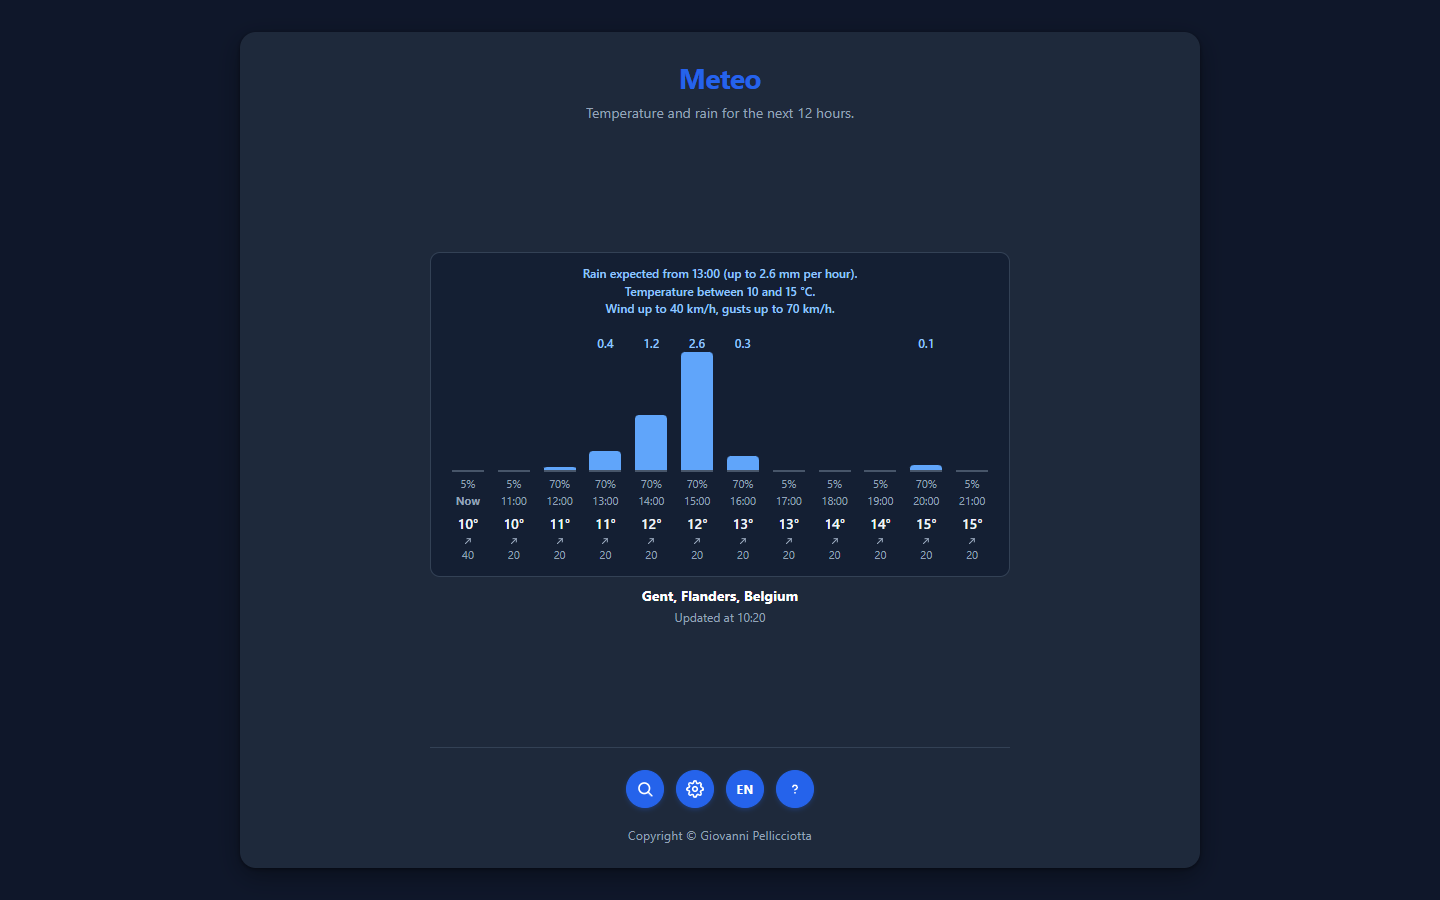 Meteo
Temperature and rain for the next 12 hours.
Rain expected from 13:00 (up to 2.6 mm per hour).
Temperature between 10 and 15 °C.
Wind up to 40 km/h, gusts up to 70 km/h.
0.4 1.2 2.6 0.3 0.1
5% 5% 70% 70% 70% 70% 70% 5% 5% 5% 70% 5%
Now 11:00 12:00 13:00 14:00 15:00 16:00 17:00 18:00 19:00 20:00 21:00
10° 10° 11° 11° 12° 12° 13° 13° 14° 14° 15° 15°
↗ ↗ ↗ ↗ ↗ ↗ ↗ ↗ ↗ ↗ ↗ ↗
40 20 20 20 20 20 20 20 20 20 20 20
Gent, Flanders, Belgium
Updated at 10:20
EN ?
Copyright © Giovanni Pellicciotta